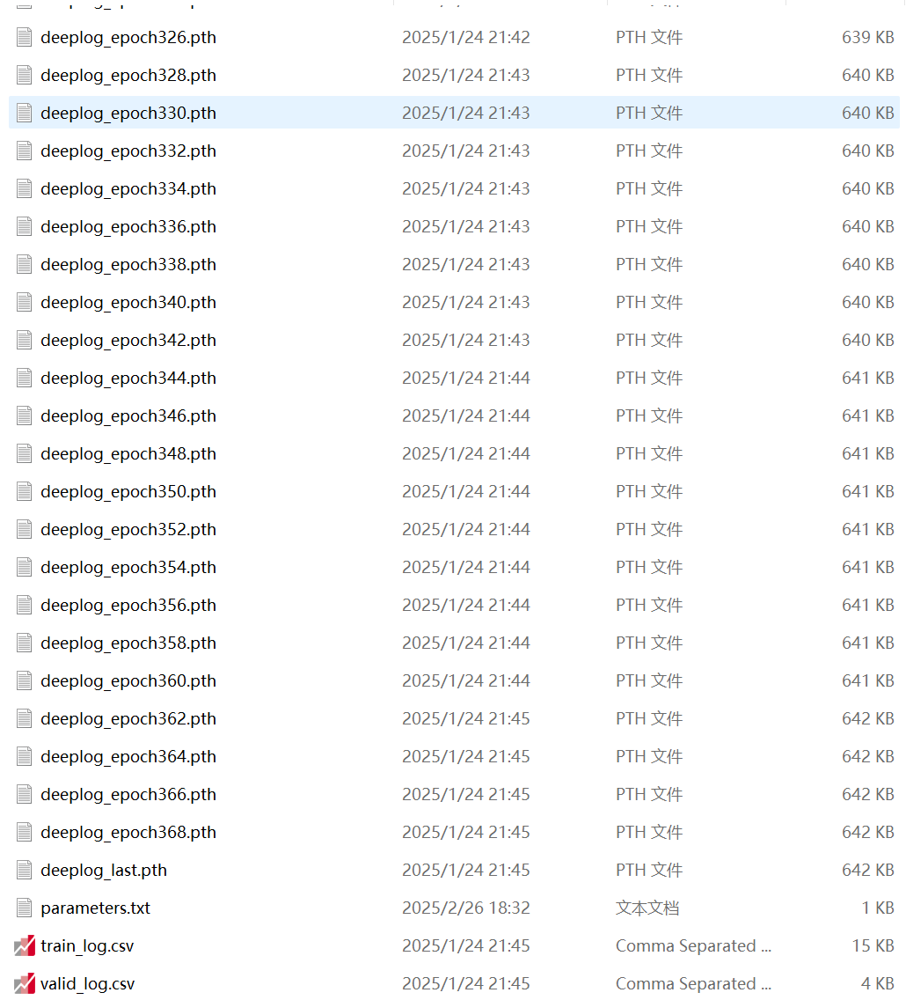 deeplog_epoch326.pth 2025/1/24 21:42 PTH 文件 639 KB
deeplog_epoch328.pth 2025/1/24 21:43 PTH 文件 640 KB
deeplog_epoch330.pth 2025/1/24 21:43 PTH 文件 640 KB
deeplog_epoch332.pth 2025/1/24 21:43 PTH 文件 640 KB
deeplog_epoch334.pth 2025/1/24 21:43 PTH 文件 640 KB
deeplog_epoch336.pth 2025/1/24 21:43 PTH 文件 640 KB
deeplog_epoch338.pth 2025/1/24 21:43 PTH 文件 640 KB
deeplog_epoch340.pth 2025/1/24 21:43 PTH 文件 640 KB
deeplog_epoch342.pth 2025/1/24 21:43 PTH 文件 640 KB
deeplog_epoch344.pth 2025/1/24 21:44 PTH 文件 641 KB
deeplog_epoch346.pth 2025/1/24 21:44 PTH 文件 641 KB
deeplog_epoch348.pth 2025/1/24 21:44 PTH 文件 641 KB
deeplog_epoch350.pth 2025/1/24 21:44 PTH 文件 641 KB
deeplog_epoch352.pth 2025/1/24 21:44 PTH 文件 641 KB
deeplog_epoch354.pth 2025/1/24 21:44 PTH 文件 641 KB
deeplog_epoch356.pth 2025/1/24 21:44 PTH 文件 641 KB
deeplog_epoch358.pth 2025/1/24 21:44 PTH 文件 641 KB
deeplog_epoch360.pth 2025/1/24 21:44 PTH 文件 641 KB
deeplog_epoch362.pth 2025/1/24 21:45 PTH 文件 642 KB
deeplog_epoch364.pth 2025/1/24 21:45 PTH 文件 642 KB
deeplog_epoch366.pth 2025/1/24 21:45 PTH 文件 642 KB
deeplog_epoch368.pth 2025/1/24 21:45 PTH 文件 642 KB
deeplog_last.pth 2025/1/24 21:45 PTH 文件 642 KB
parameters.txt 2025/2/26 18:32 文本文档 1 KB
train_log.csv 2025/1/24 21:45 Comma Separated ... 15 KB
valid_log.csv 2025/1/24 21:45 Comma Separated ... 4 KB